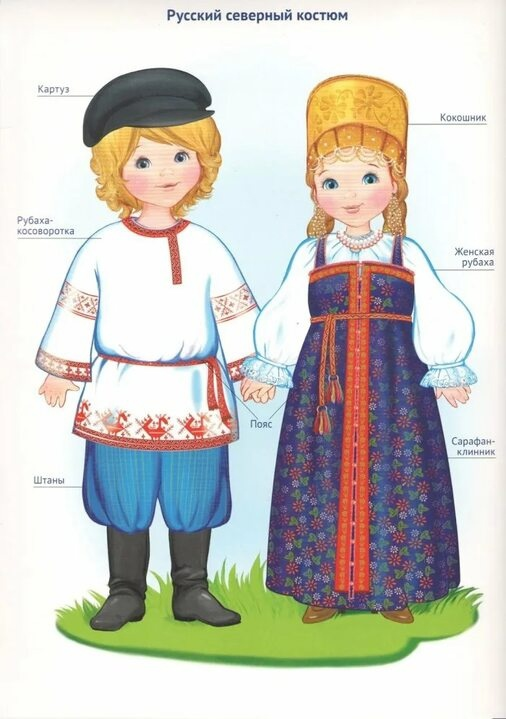 Русский северный костюм
Картуз
Кокошник
Рубаха-
косоворотка
Женская
рубаха
Пояс
Сарафан-
клинник
Штаны